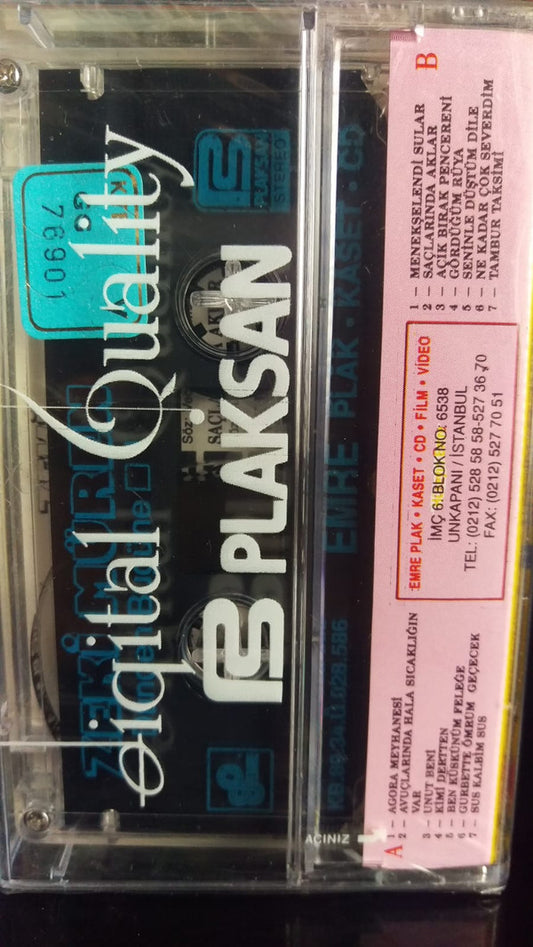 Digital Quality
PLAKSAN
ZEKİ MÜREN
76901
STEREO
EMRE PLAK • KASET • CD
AÇINIZ
A
1 – AGORA MEYHANESİ
2 – AVUÇLARINDA HALA SICAKLIĞIN
VAR
3 – UNUT BENİ
4 – KİMİ DERTTEN
5 – BEN KÜSKÜNÜM FELEĞE
6 – GURBETTE ÖMRÜM GEÇECEK
7 – SUS KALBİM SUS
EMRE PLAK • KASET • CD • FİLM • VİDEO
İMÇ 6. BLOK NO: 6538
UNKAPANI / İSTANBUL
TEL: (0212) 528 58 58-527 36 70
FAX: (0212) 527 70 51
B
1 – MENEKŞELENDİ SULAR
2 – SAÇLARINDA AKLAR
3 – AÇIK BIRAK PENCERENİ
4 – GÖRDÜĞÜM RÜYA
5 – SENİNLE DÜŞTÜM DİLE
6 – NE KADAR ÇOK SEVERDİM
7 – TAMBUR TAKSİMİ